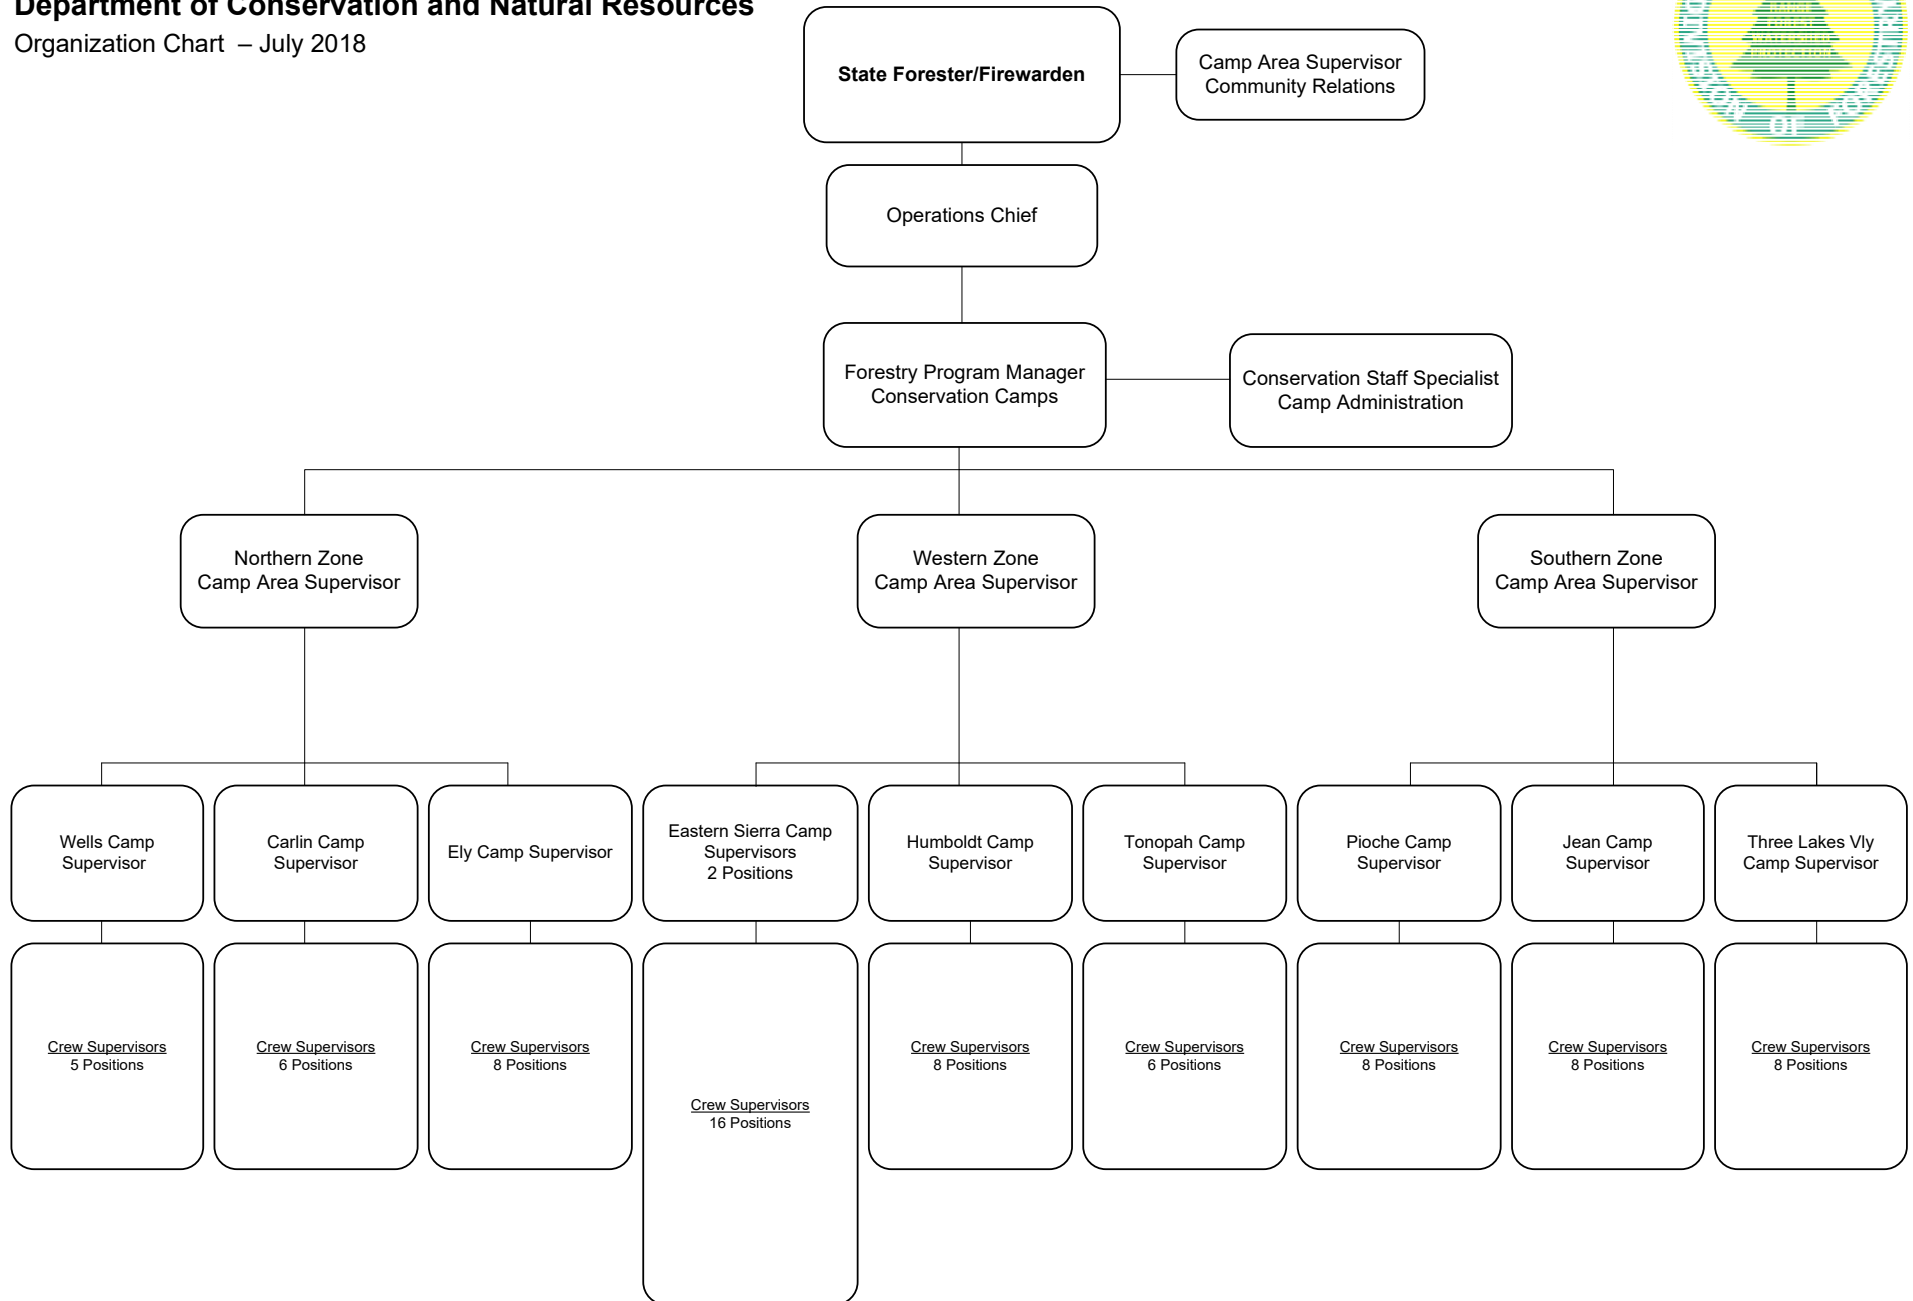 Department of Conservation and Natural Resources
Organization Chart – July 2018
State Forester/Firewarden
Camp Area Supervisor
Community Relations
Operations Chief
Forestry Program Manager
Conservation Camps
Conservation Staff Specialist
Camp Administration
Northern Zone
Camp Area Supervisor
Western Zone
Camp Area Supervisor
Southern Zone
Camp Area Supervisor
Wells Camp
Supervisor
Carlin Camp
Supervisor
Ely Camp Supervisor
Eastern Sierra Camp
Supervisors
2 Positions
Humboldt Camp
Supervisor
Tonopah Camp
Supervisor
Pioche Camp
Supervisor
Jean Camp
Supervisor
Three Lakes Vly
Camp Supervisor
Crew Supervisors
5 Positions
Crew Supervisors
6 Positions
Crew Supervisors
8 Positions
Crew Supervisors
16 Positions
Crew Supervisors
8 Positions
Crew Supervisors
6 Positions
Crew Supervisors
8 Positions
Crew Supervisors
8 Positions
Crew Supervisors
8 Positions
OF